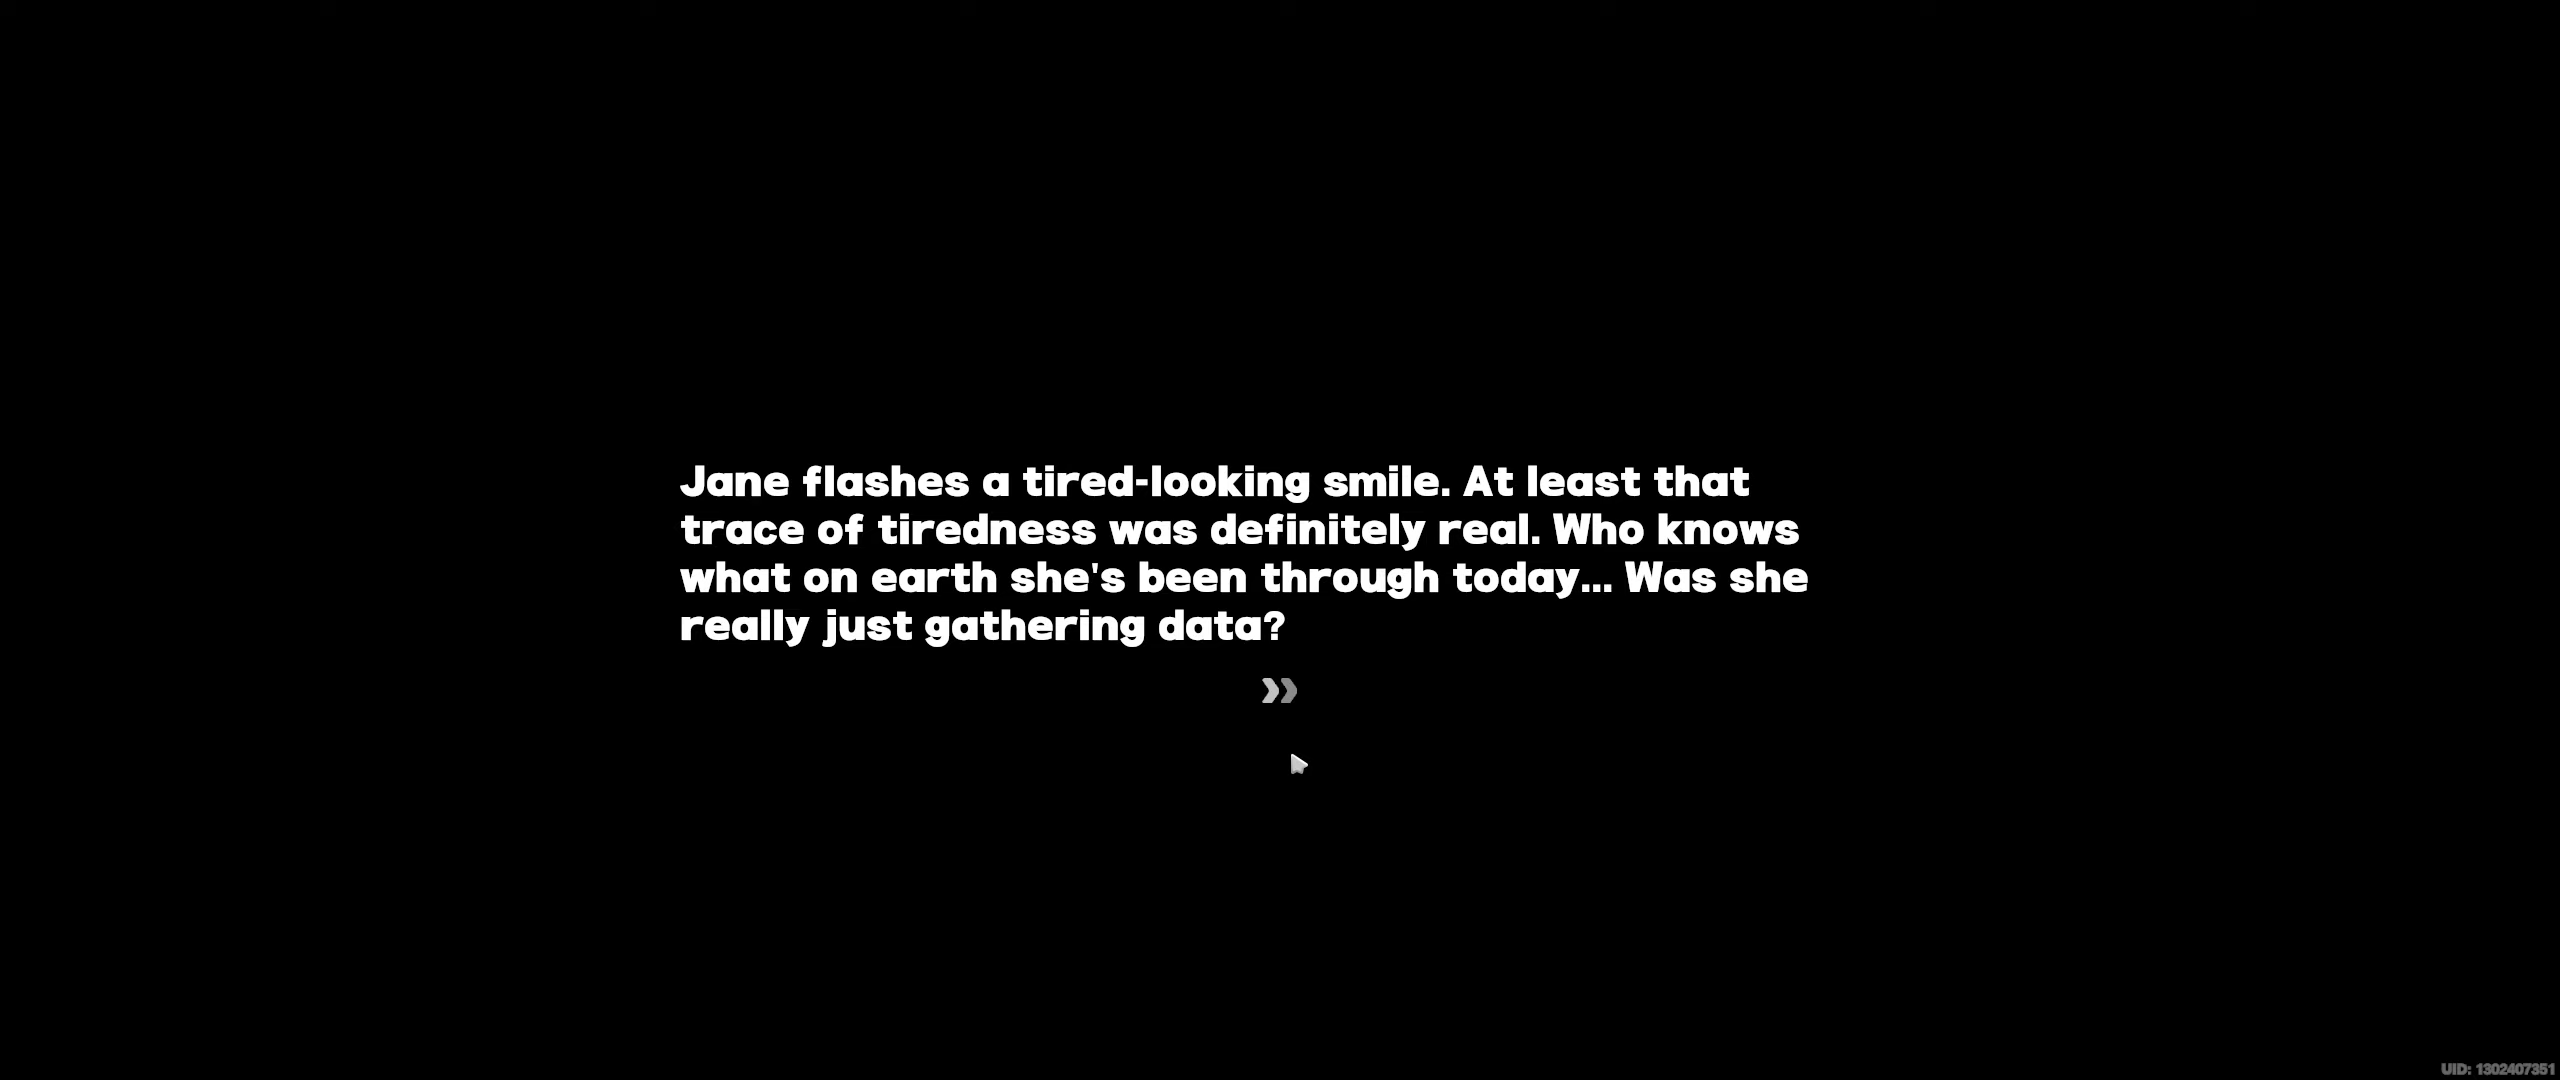 Jane flashes a tired-looking smile. At least that
trace of tiredness was definitely real. Who knows
what on earth she's been through today... Was she
really just gathering data?
UID: 1302407351